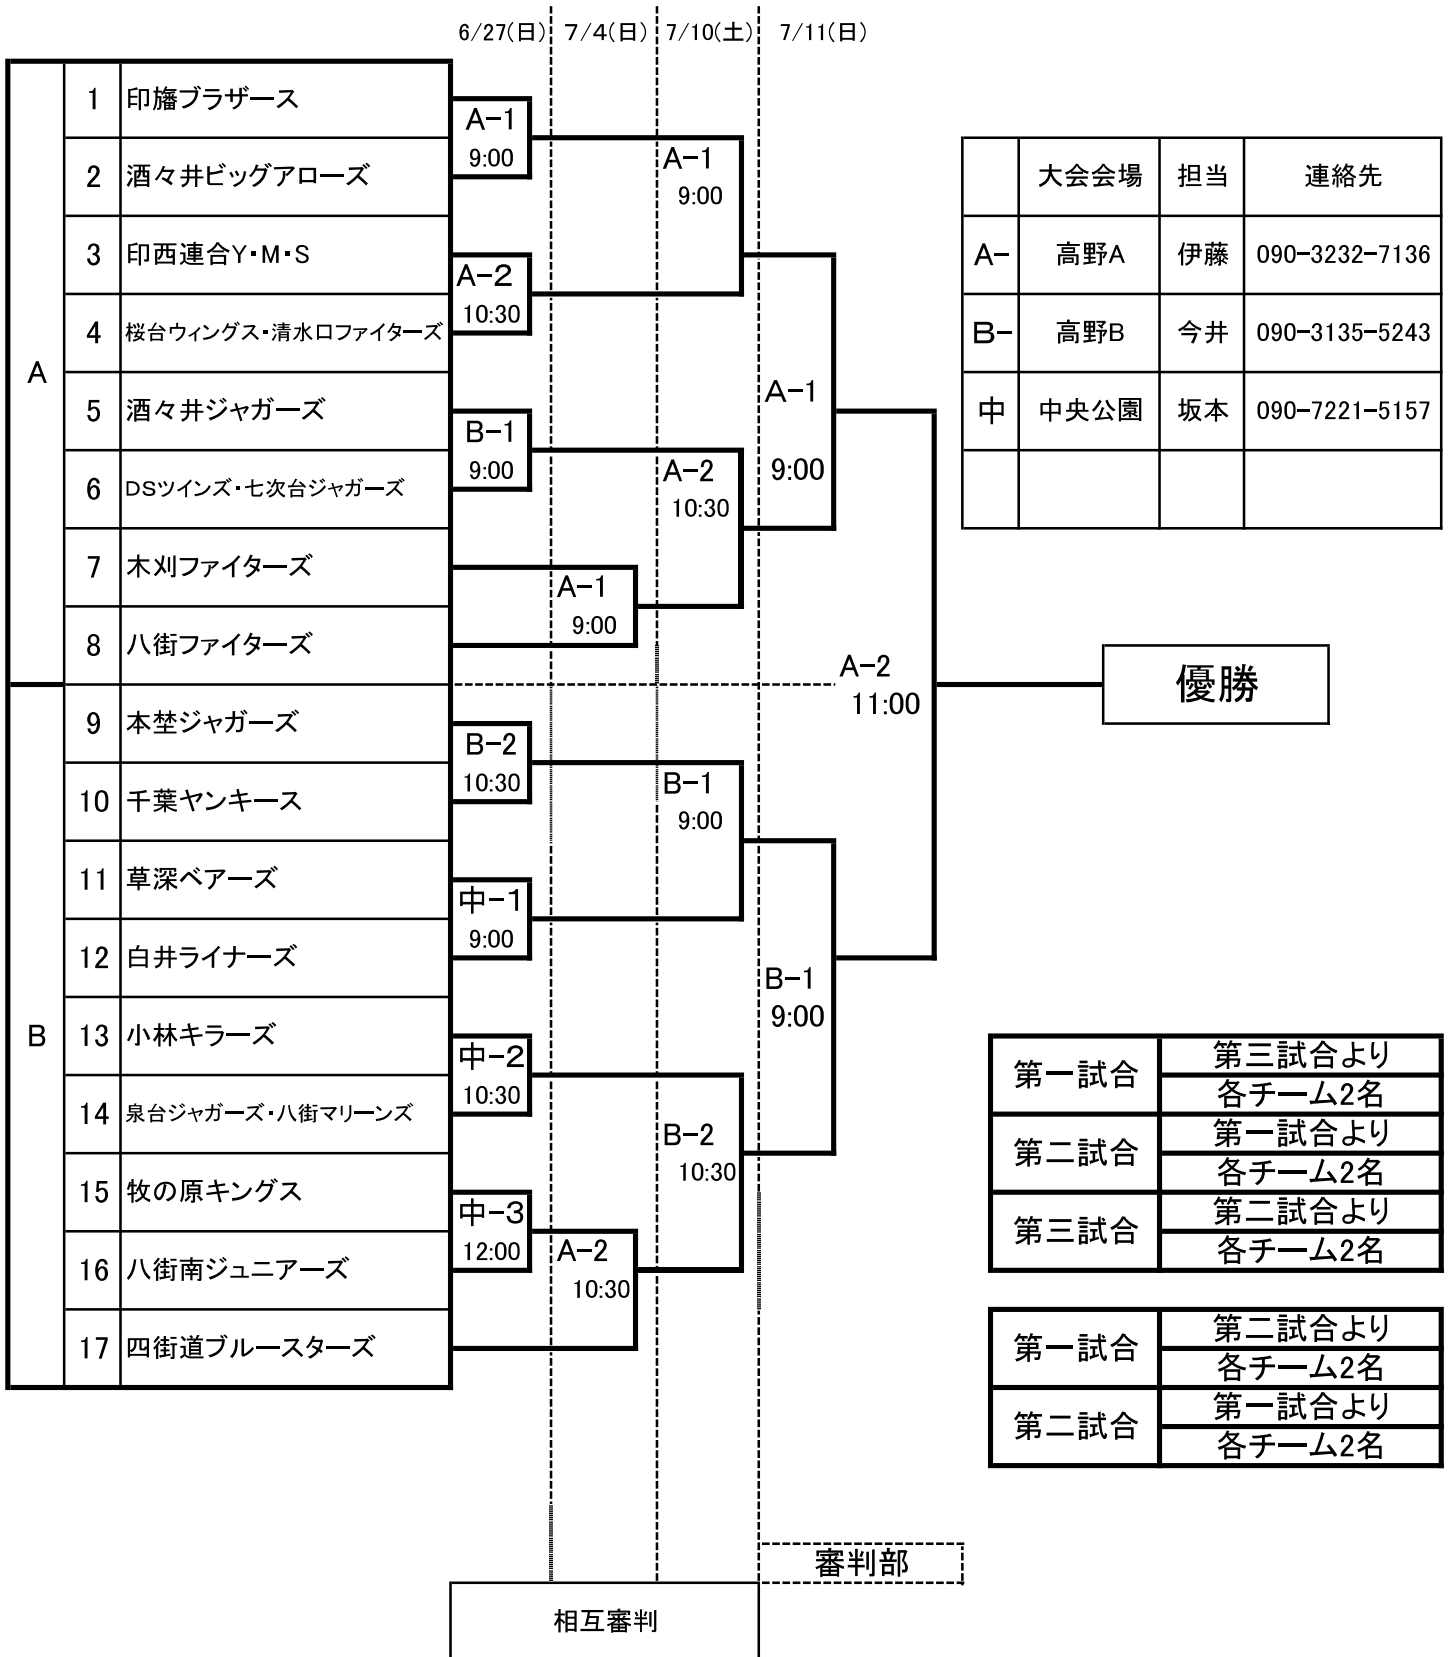 6/27(日) 7/4(日) 7/10(土) 7/11(日)
A
1 印旛ブラザース
2 酒々井ビッグアローズ
3 印西連合Y・M・S
4 桜台ウィングス・清水口ファイターズ
5 酒々井ジャガーズ
6 DSツインズ・七次台ジャガーズ
7 木刈ファイターズ
8 八街ファイターズ
B
9 本埜ジャガーズ
10 千葉ヤンキース
11 草深ベアーズ
12 白井ライナーズ
13 小林キラーズ
14 泉台ジャガーズ・八街マリーンズ
15 牧の原キングス
16 八街南ジュニアーズ
17 四街道ブルースターズ
A-1
9:00
A-2
10:30
B-1
9:00
B-2
10:30
中-1
9:00
中-2
10:30
中-3
12:00
A-1
9:00
A-2
10:30
A-1
9:00
A-2
10:30
B-1
9:00
B-2
10:30
A-1
9:00
B-1
9:00
A-2
11:00
優勝
大会会場 担当 連絡先
A- 高野A 伊藤 090-3232-7136
B- 高野B 今井 090-3135-5243
中 中央公園 坂本 090-7221-5157
第一試合
第三試合より
各チーム2名
第二試合
第一試合より
各チーム2名
第三試合
第二試合より
各チーム2名
第一試合
第二試合より
各チーム2名
第二試合
第一試合より
各チーム2名
審判部
相互審判